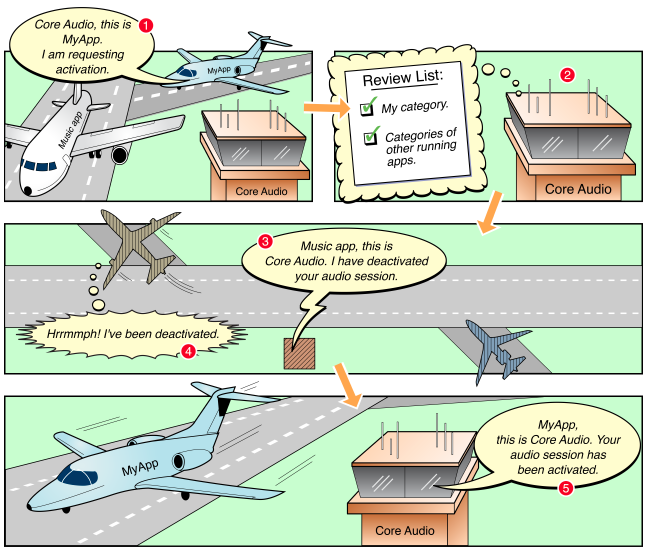 Core Audio, this is
MyApp.
I am requesting
activation.
1
MyApp
Music app
Core Audio
Review List:
My category.
Categories of
other running
apps.
2
Core Audio
3
Music app, this is
Core Audio. I have deactivated
your audio session.
Hrrmmph! I've been deactivated.
4
MyApp
Core Audio
MyApp,
this is Core Audio. Your
audio session has
been activated.
5